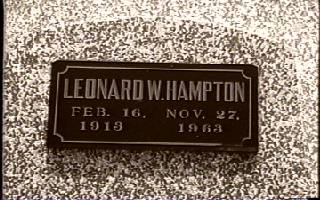 LEONARD W. HAMPTON
FEB. 16. NOV. 27,
1919 1963